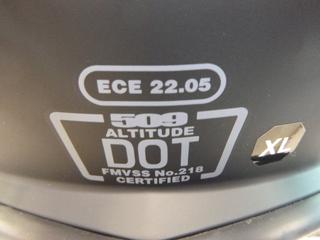 ECE 22.05
509
ALTITUDE
DOT
FMVSS No.218
CERTIFIED
XL